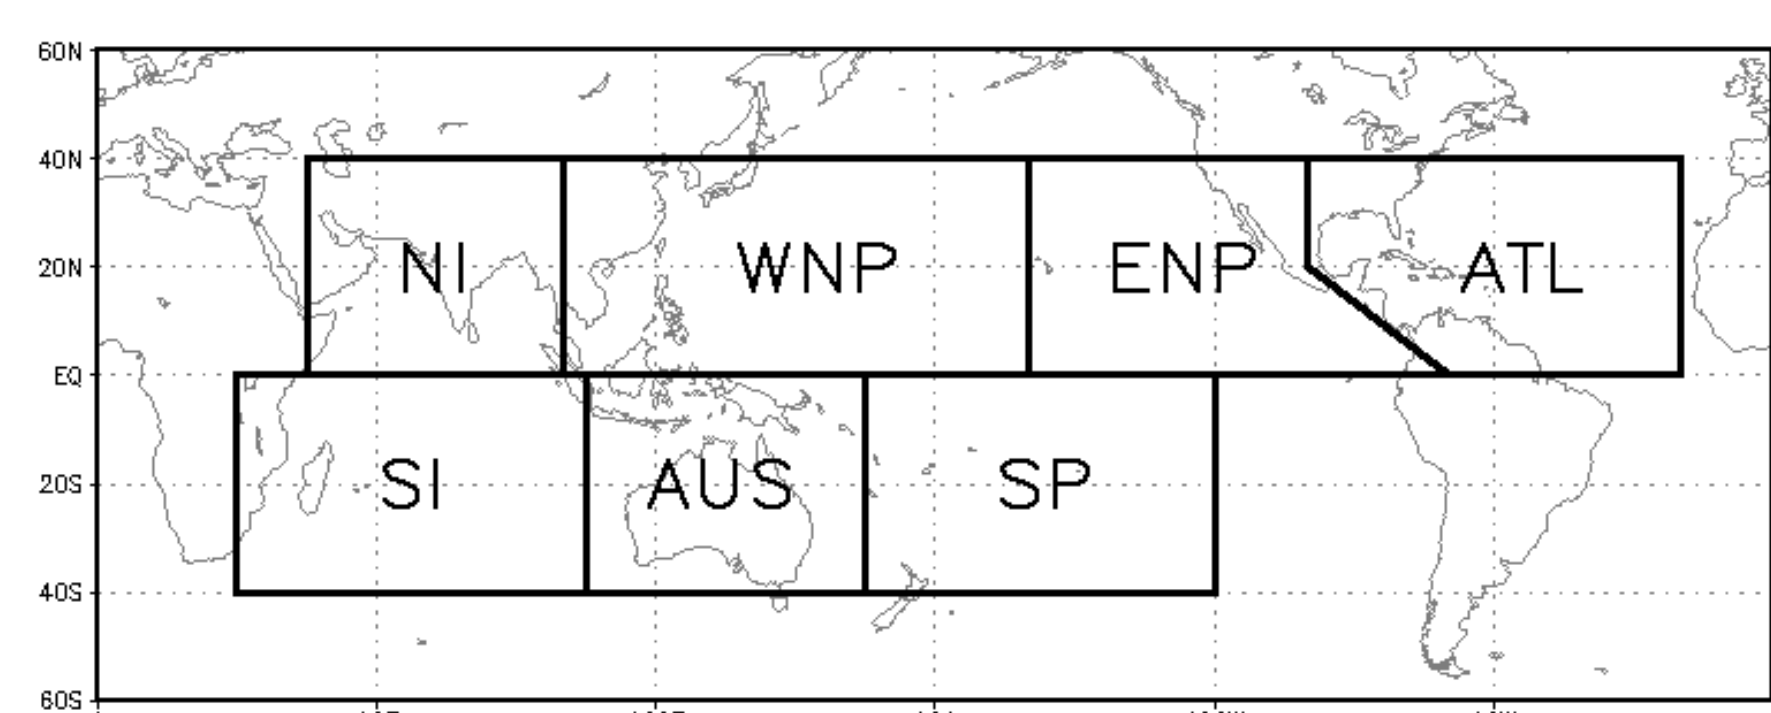 60N
40N
NI WNP ENP ATL
20N
EQ
SI AUS SP
20S
40S
60S